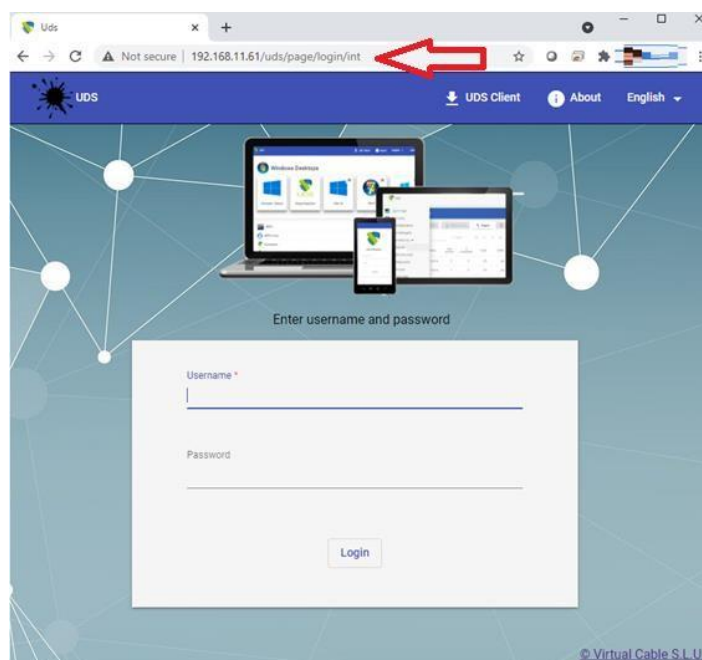 Uds
Not secure | 192.168.11.61/uds/page/login/int
UDS
UDS Client
About
English
Windows Desktops
Enter username and password
Username *
Password
Login
© Virtual Cable S.L.U